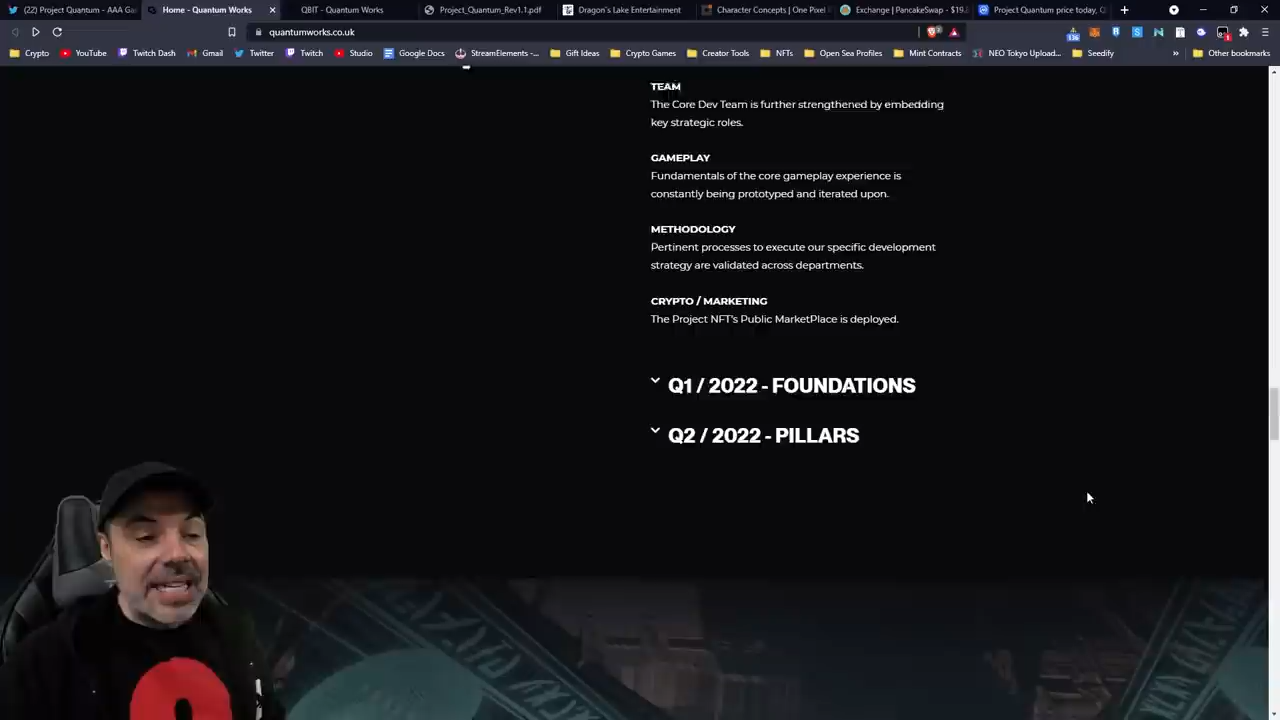 (22) Project Quantum - AAA Ga
Home - Quantum Works
QBIT - Quantum Works
Project_Quantum_Rev1.1.pdf
Dragon's Lake Entertainment
Character Concepts | One Pixel
Exchange | PancakeSwap - $19.
Project Quantum price today, Q
quantumworks.co.uk
Crypto
YouTube
Twitch Dash
Gmail
Twitter
Twitch
Studio
Google Docs
StreamElements -...
Gift Ideas
Crypto Games
Creator Tools
NFTs
Open Sea Profiles
Mint Contracts
NEO Tokyo Upload...
Seedify
Other bookmarks
TEAM
The Core Dev Team is further strengthened by embedding
key strategic roles.
GAMEPLAY
Fundamentals of the core gameplay experience is
constantly being prototyped and iterated upon.
METHODOLOGY
Pertinent processes to execute our specific development
strategy are validated across departments.
CRYPTO / MARKETING
The Project NFT's Public MarketPlace is deployed.
Q1 / 2022 - FOUNDATIONS
Q2 / 2022 - PILLARS